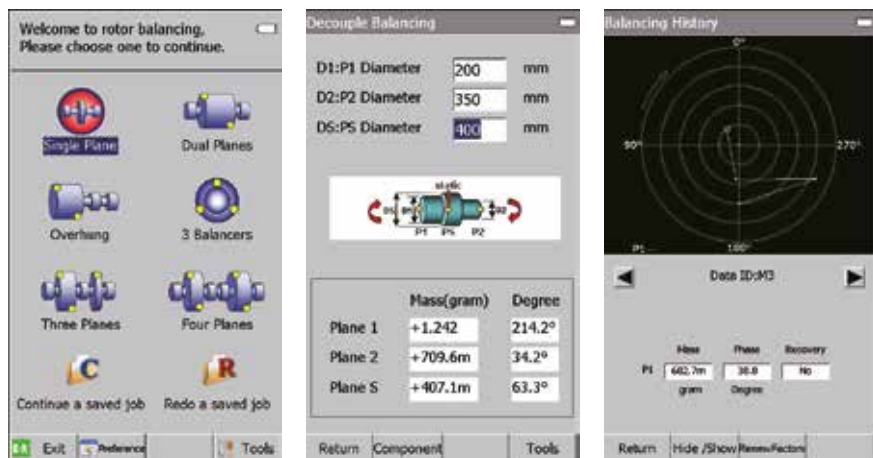 Welcome to rotor balancing,
Please choose one to continue.
Single Plane
Dual Planes
Overhung
3 Balancers
Three Planes
Four Planes
C
R
Continue a saved job
Redo a saved job
Exit
Preference
Tools
Decouple Balancing
D1:P1 Diameter 200 mm
D2:P2 Diameter 350 mm
DS:PS Diameter 400 mm
static
DS
D2
P1 PS P2
Mass(gram) Degree
Plane 1 +1.242 214.2°
Plane 2 +709.6m 34.2°
Plane S +407.1m 63.3°
Return Component Tools
Balancing History
0°
90°
270°
180°
P1
Data ID:M3
Mass Phase Recovery
P1 682.7m 38.8 No
gram Degree
Return Hide /Show